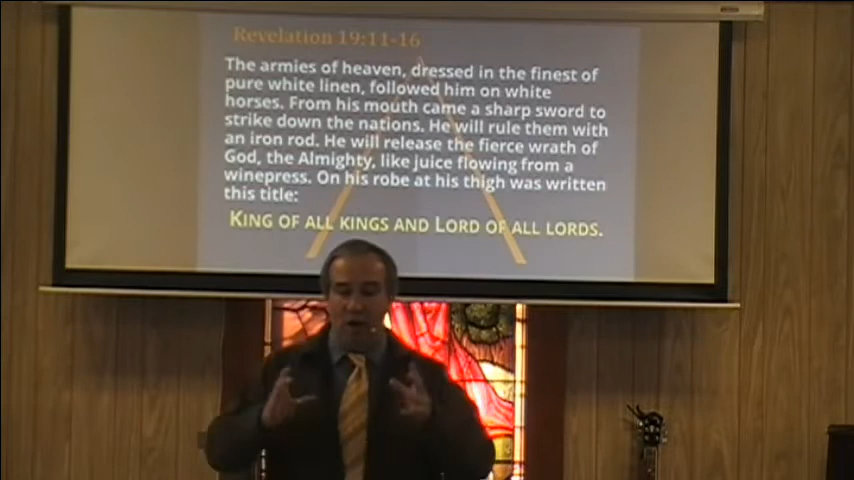 Revelation 19:11-16
The armies of heaven, dressed in the finest of
pure white linen, followed him on white
horses. From his mouth came a sharp sword to
strike down the nations. He will rule them with
an iron rod. He will release the fierce wrath of
God, the Almighty, like juice flowing from a
winepress. On his robe at his thigh was written
this title:
KING OF ALL KINGS AND LORD OF ALL LORDS.